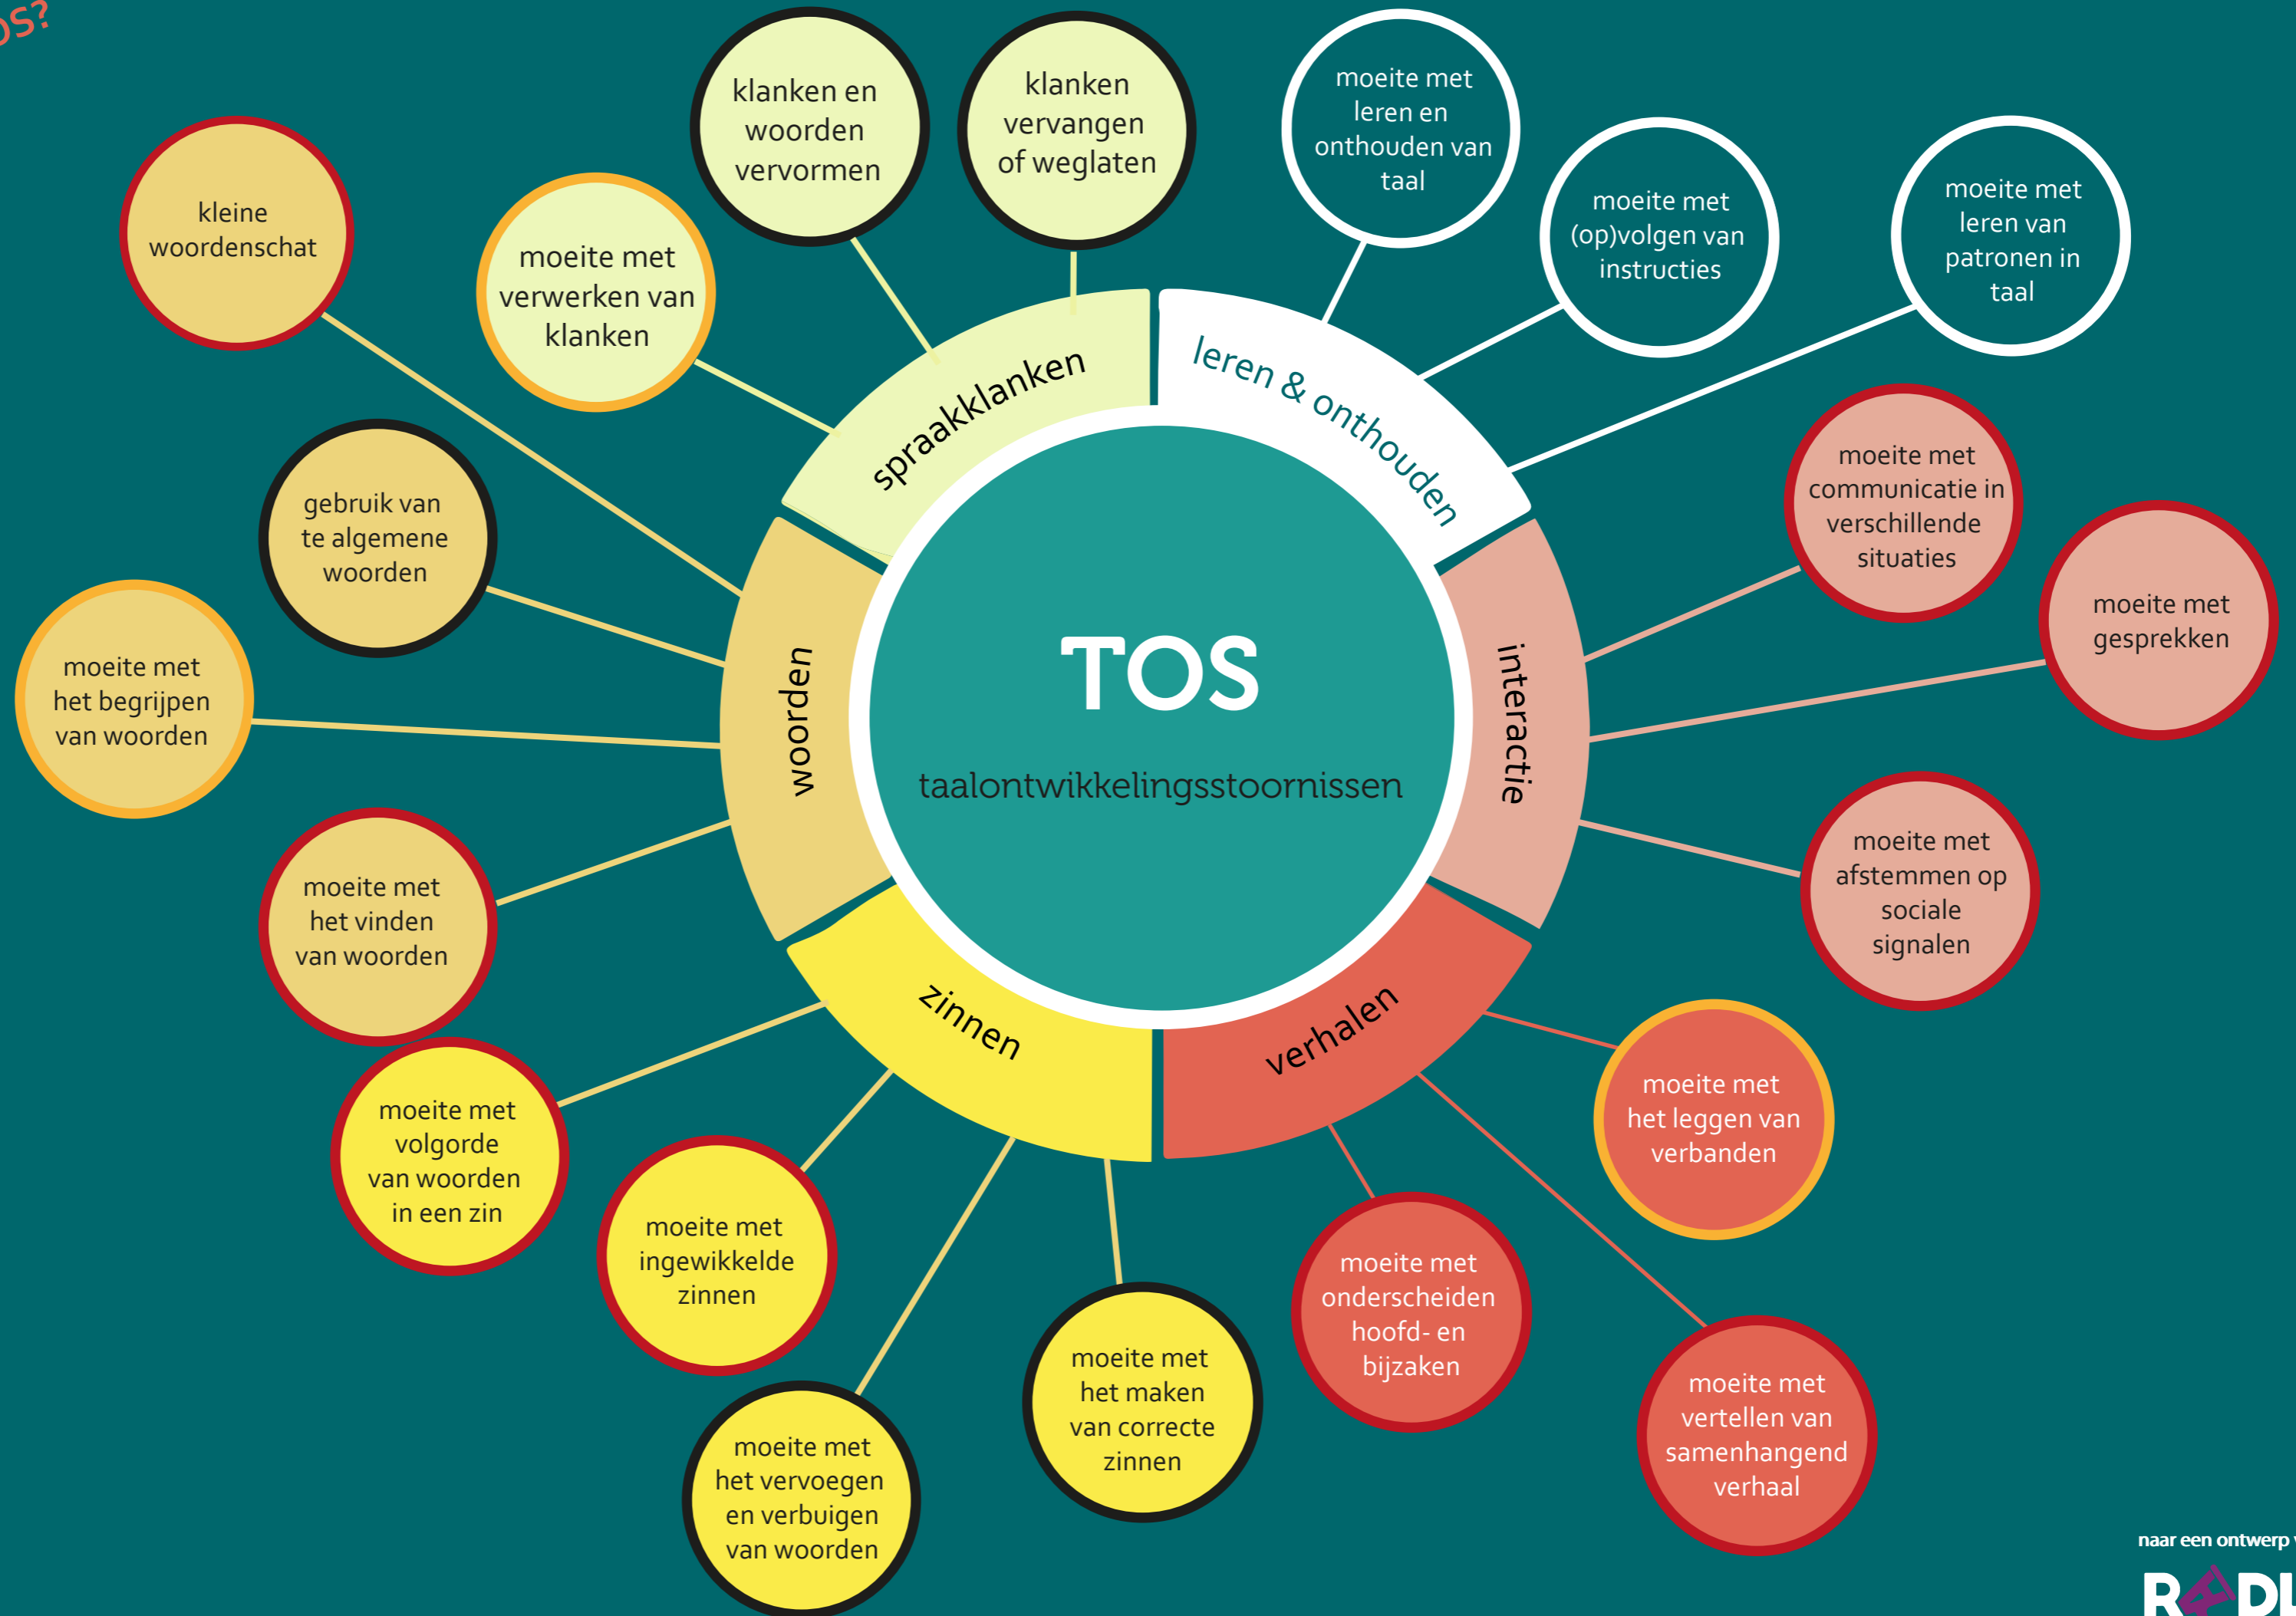 TOS
taalontwikkelingsstoornissen
spraakklanken
moeite met
verwerken van
klanken
klanken en
woorden
vervormen
klanken
vervangen
of weglaten
leren & onthouden
moeite met
leren en
onthouden van
taal
moeite met
(op)volgen van
instructies
moeite met
leren van
patronen in
taal
interactie
moeite met
communicatie in
verschillende
situaties
moeite met
gesprekken
moeite met
afstemmen op
sociale
signalen
verhalen
moeite met
het leggen van
verbanden
moeite met
vertellen van
samenhangend
verhaal
moeite met
onderscheiden
hoofd- en
bijzaken
zinnen
moeite met
het maken
van correcte
zinnen
moeite met
het vervoegen
en verbuigen
van woorden
moeite met
ingewikkelde
zinnen
moeite met
volgorde
van woorden
in een zin
woorden
moeite met
het vinden
van woorden
moeite met
het begrijpen
van woorden
gebruik van
te algemene
woorden
kleine
woordenschat
naar een ontwerp